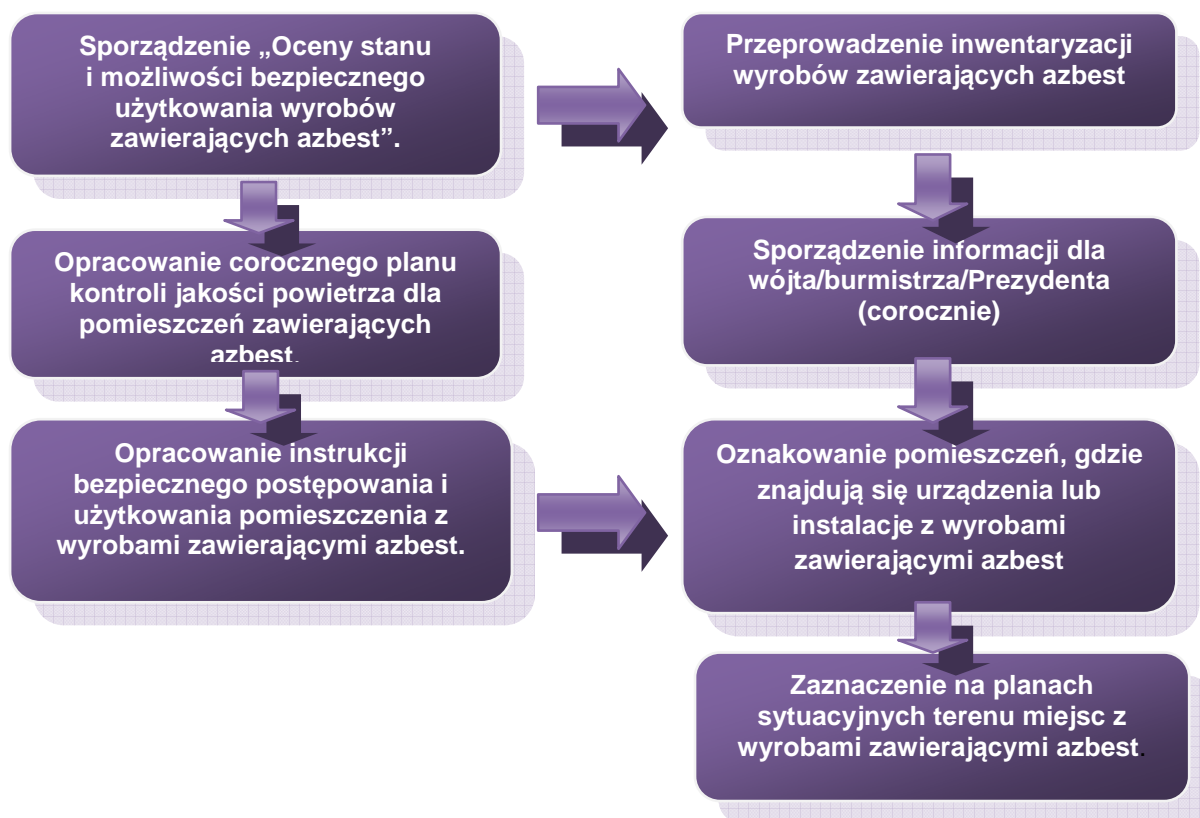 Sporządzenie „Oceny stanu
i możliwości bezpiecznego
użytkowania wyrobów
zawierających azbest”.
Przeprowadzenie inwentaryzacji
wyrobów zawierających azbest
Opracowanie corocznego planu
kontroli jakości powietrza dla
pomieszczeń zawierających
azbest.
Sporządzenie informacji dla
wójta/burmistrza/Prezydenta
(corocznie)
Opracowanie instrukcji
bezpiecznego postępowania i
użytkowania pomieszczenia z
wyrobami zawierającymi azbest.
Oznakowanie pomieszczeń, gdzie
znajdują się urządzenia lub
instalacje z wyrobami
zawierającymi azbest
Zaznaczenie na planach
sytuacyjnych terenu miejsc z
wyrobami zawierającymi azbest.